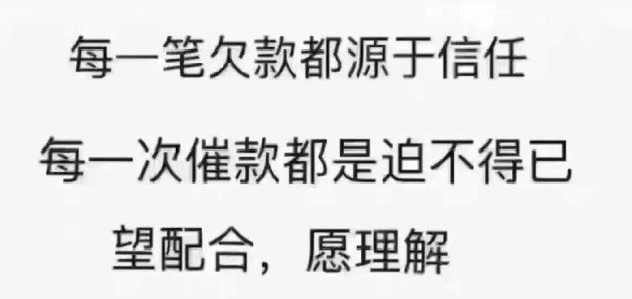 每一笔欠款都源于信任
每一次催款都是迫不得已
望配合，愿理解